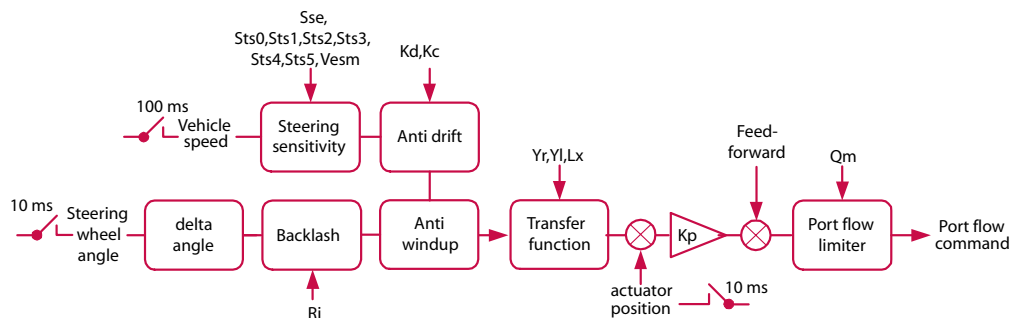 Sse,
Sts0,Sts1,Sts2,Sts3,
Sts4,Sts5,Vesm
Kd,Kc
100 ms
Vehicle
speed
Steering
sensitivity
Anti drift
Feed-
forward
Yr,Yl,Lx
Qm
10 ms
Steering
wheel
angle
delta
angle
Backlash
Anti
windup
Transfer
function
Kp
Port flow
limiter
Port flow
command
actuator
position
10 ms
Ri